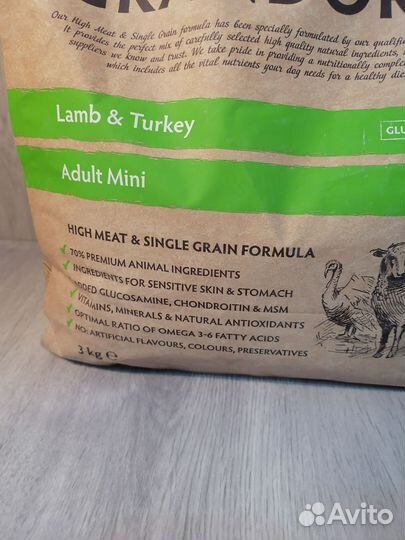 Our High Meat & Single Grain formula has been specially formulated by our qualified
It provides the perfect mix of carefully selected high quality natural ingredients,
suppliers we know and trust. We take pride in providing a nutritionally complete
which includes all the vital nutrients your dog needs for a healthy
Lamb & Turkey
GLU
Adult Mini
HIGH MEAT & SINGLE GRAIN FORMULA
70% PREMIUM ANIMAL INGREDIENTS
INGREDIENTS FOR SENSITIVE SKIN & STOMACH
ADDED GLUCOSAMINE, CHONDROITIN & MSM
VITAMINS, MINERALS & NATURAL ANTIOXIDANTS
OPTIMAL RATIO OF OMEGA 3-6 FATTY ACIDS
NO: ARTIFICIAL FLAVOURS, COLOURS, PRESERVATIVES
3 kg ℮
Avito